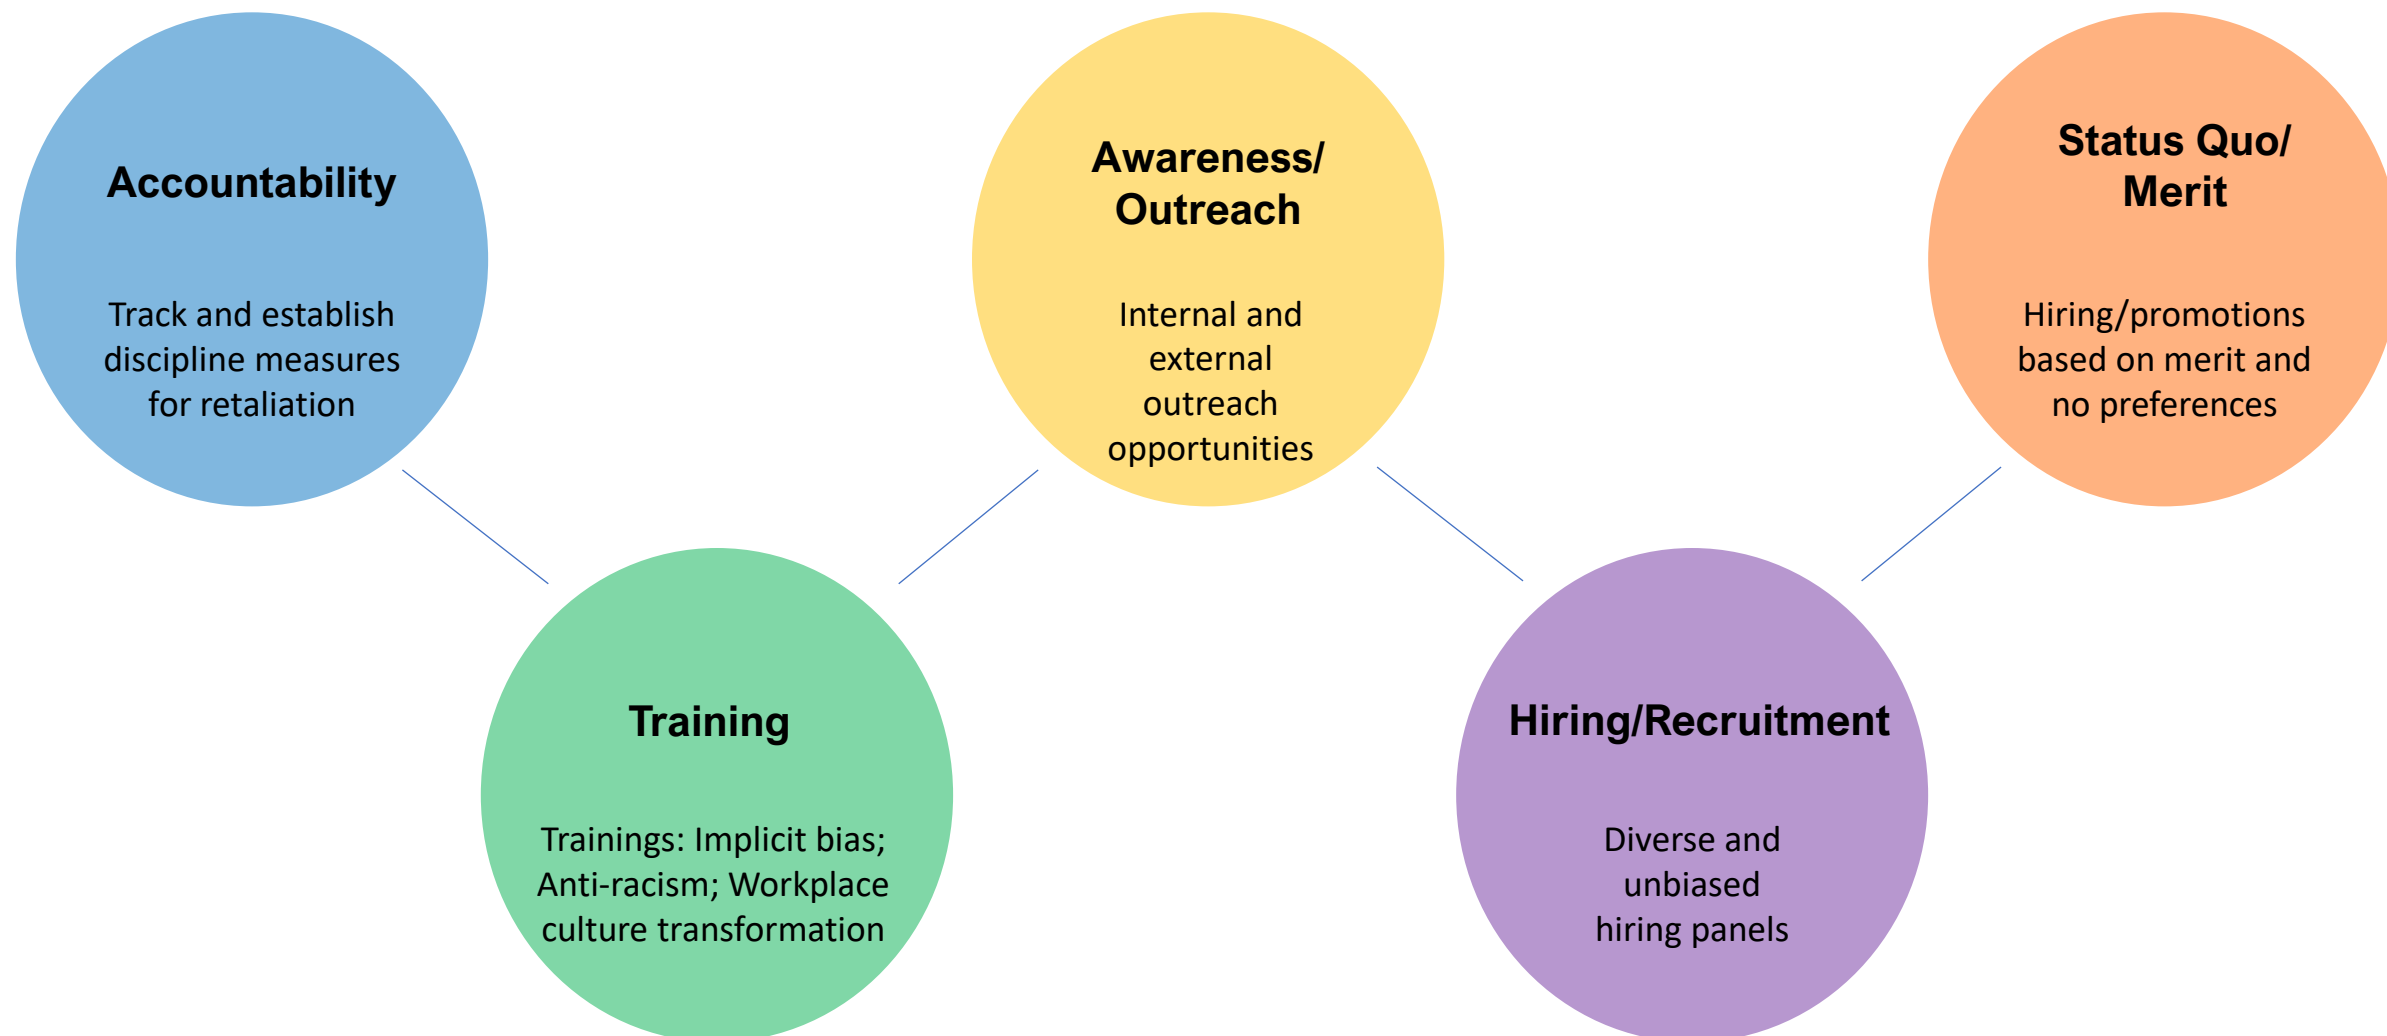 Accountability
Track and establish
discipline measures
for retaliation
Training
Trainings: Implicit bias;
Anti-racism; Workplace
culture transformation
Awareness/
Outreach
Internal and
external
outreach
opportunities
Hiring/Recruitment
Diverse and
unbiased
hiring panels
Status Quo/
Merit
Hiring/promotions
based on merit and
no preferences